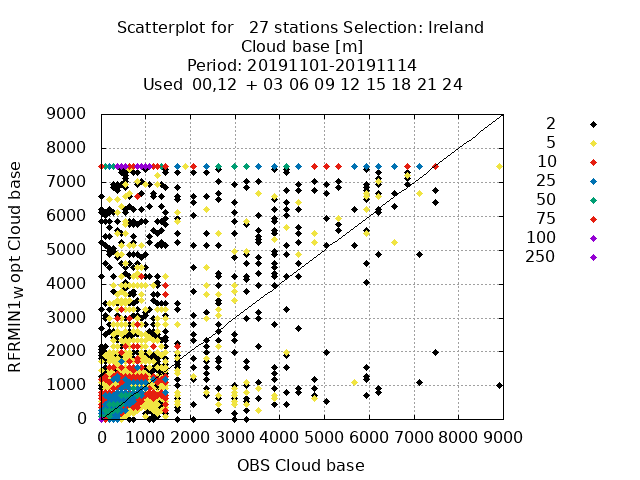 Scatterplot for   27 stations Selection: Ireland
Cloud base [m]
Period: 20191101-20191114
Used  00,12  + 03 06 09 12 15 18 21 24
2
5
10
25
50
75
100
250
RFRMIN1W opt Cloud base
9000
8000
7000
6000
5000
4000
3000
2000
1000
0
0 1000 2000 3000 4000 5000 6000 7000 8000 9000
OBS Cloud base